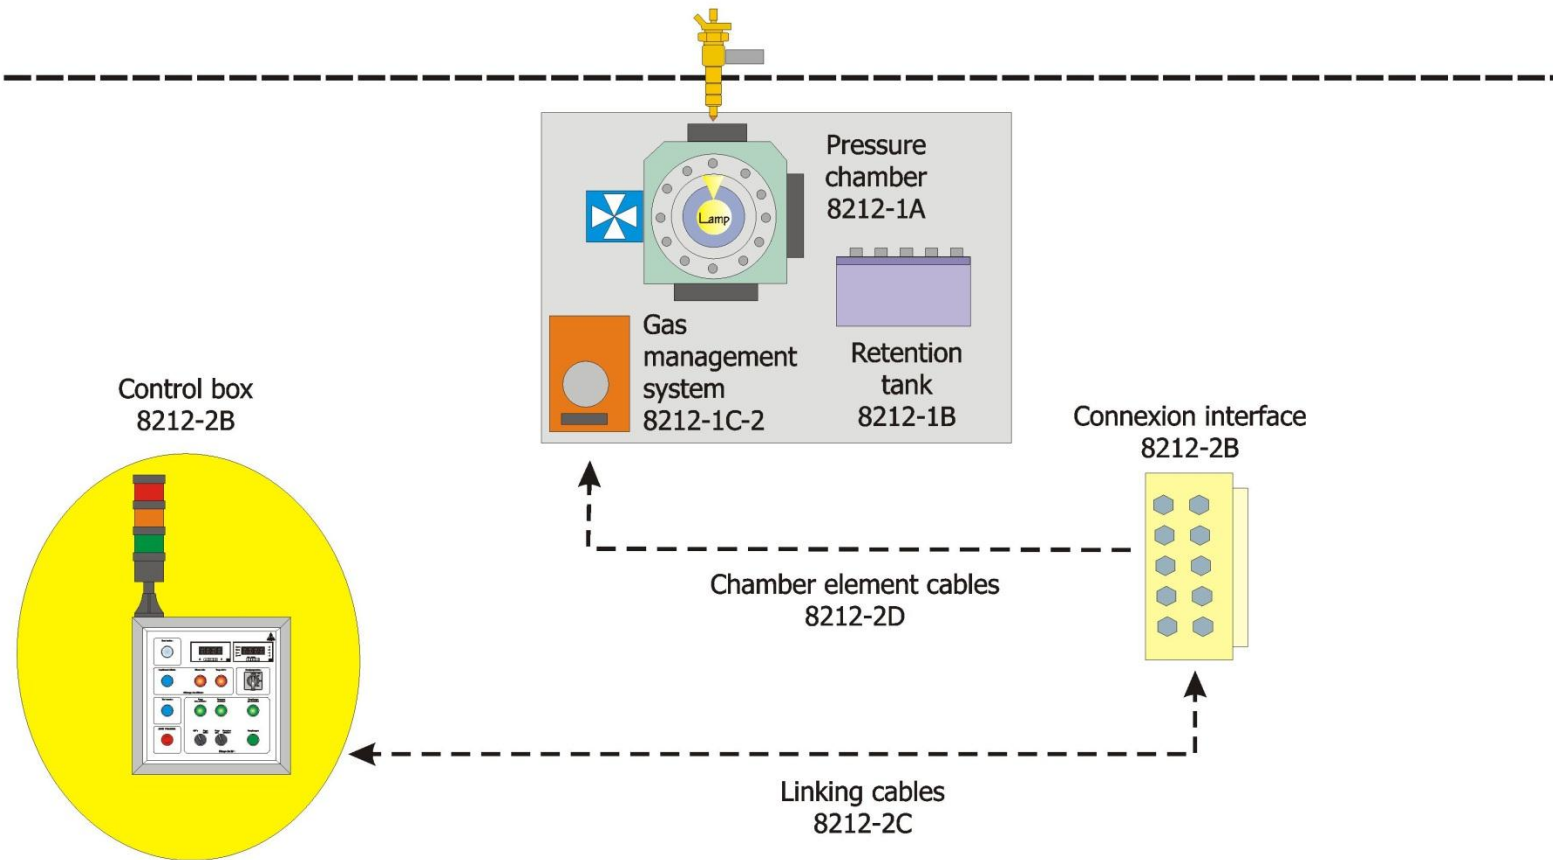 Pressure
chamber
8212-1A
Lamp
Gas
management
system
8212-1C-2
Retention
tank
8212-1B
Control box
8212-2B
Connexion interface
8212-2B
Chamber element cables
8212-2D
Linking cables
8212-2C